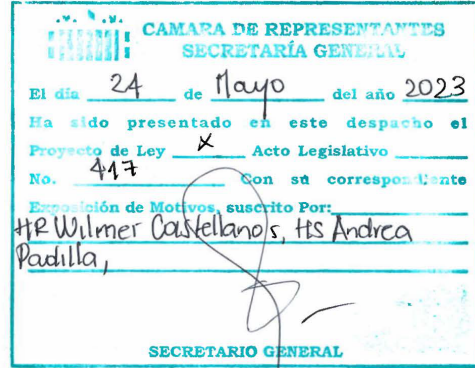 CAMARA DE REPRESENTANTES
SECRETARÍA GENERAL
El día 24 de Mayo del año 2023
Ha sido presentado en este despacho el
Proyecto de Ley X Acto Legislativo
No. 417 Con su correspondiente
Exposición de Motivos, suscrito Por:
HR Wilmer Castellanos, HS Andrea
Padilla,
SECRETARIO GENERAL